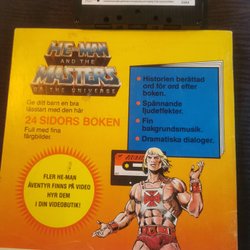 HE-MAN
AND THE
MASTERS
OF THE UNIVERSE
Ge ditt barn en bra
lässtart med den här
24 SIDORS BOKEN
Full med fina
färgbilder.
• Historien berättad
ord för ord efter
boken.
• Spännande
ljudeffekter.
• Fin
bakgrundsmusik.
• Dramatiska dialoger.
FLER HE-MAN
ÄVENTYR FINNS PÅ VIDEO
HYR DEM
I DIN VIDEOBUTIK!